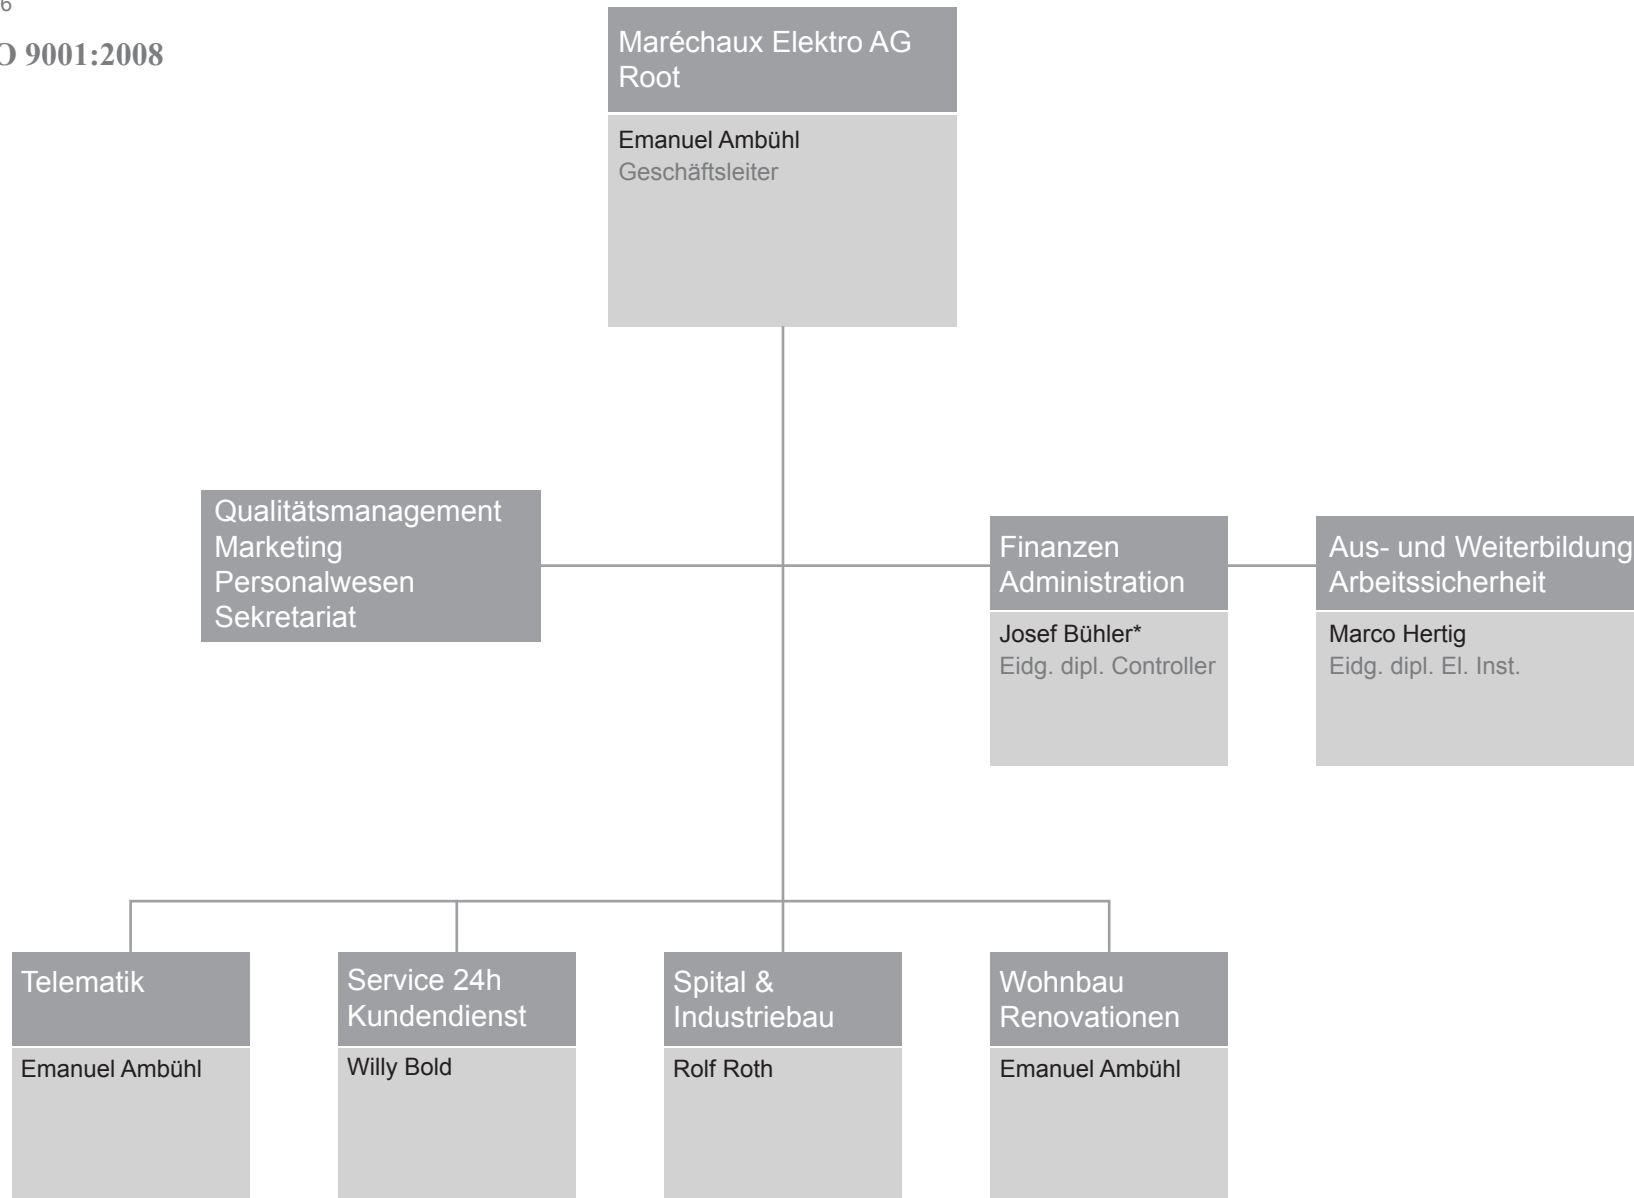 6
O 9001:2008
Maréchaux Elektro AG
Root
Emanuel Ambühl
Geschäftsleiter
Qualitätsmanagement
Marketing
Personalwesen
Sekretariat
Finanzen
Administration
Josef Bühler*
Eidg. dipl. Controller
Aus- und Weiterbildung
Arbeitssicherheit
Marco Hertig
Eidg. dipl. El. Inst.
Telematik
Emanuel Ambühl
Service 24h
Kundendienst
Willy Bold
Spital &
Industriebau
Rolf Roth
Wohnbau
Renovationen
Emanuel Ambühl